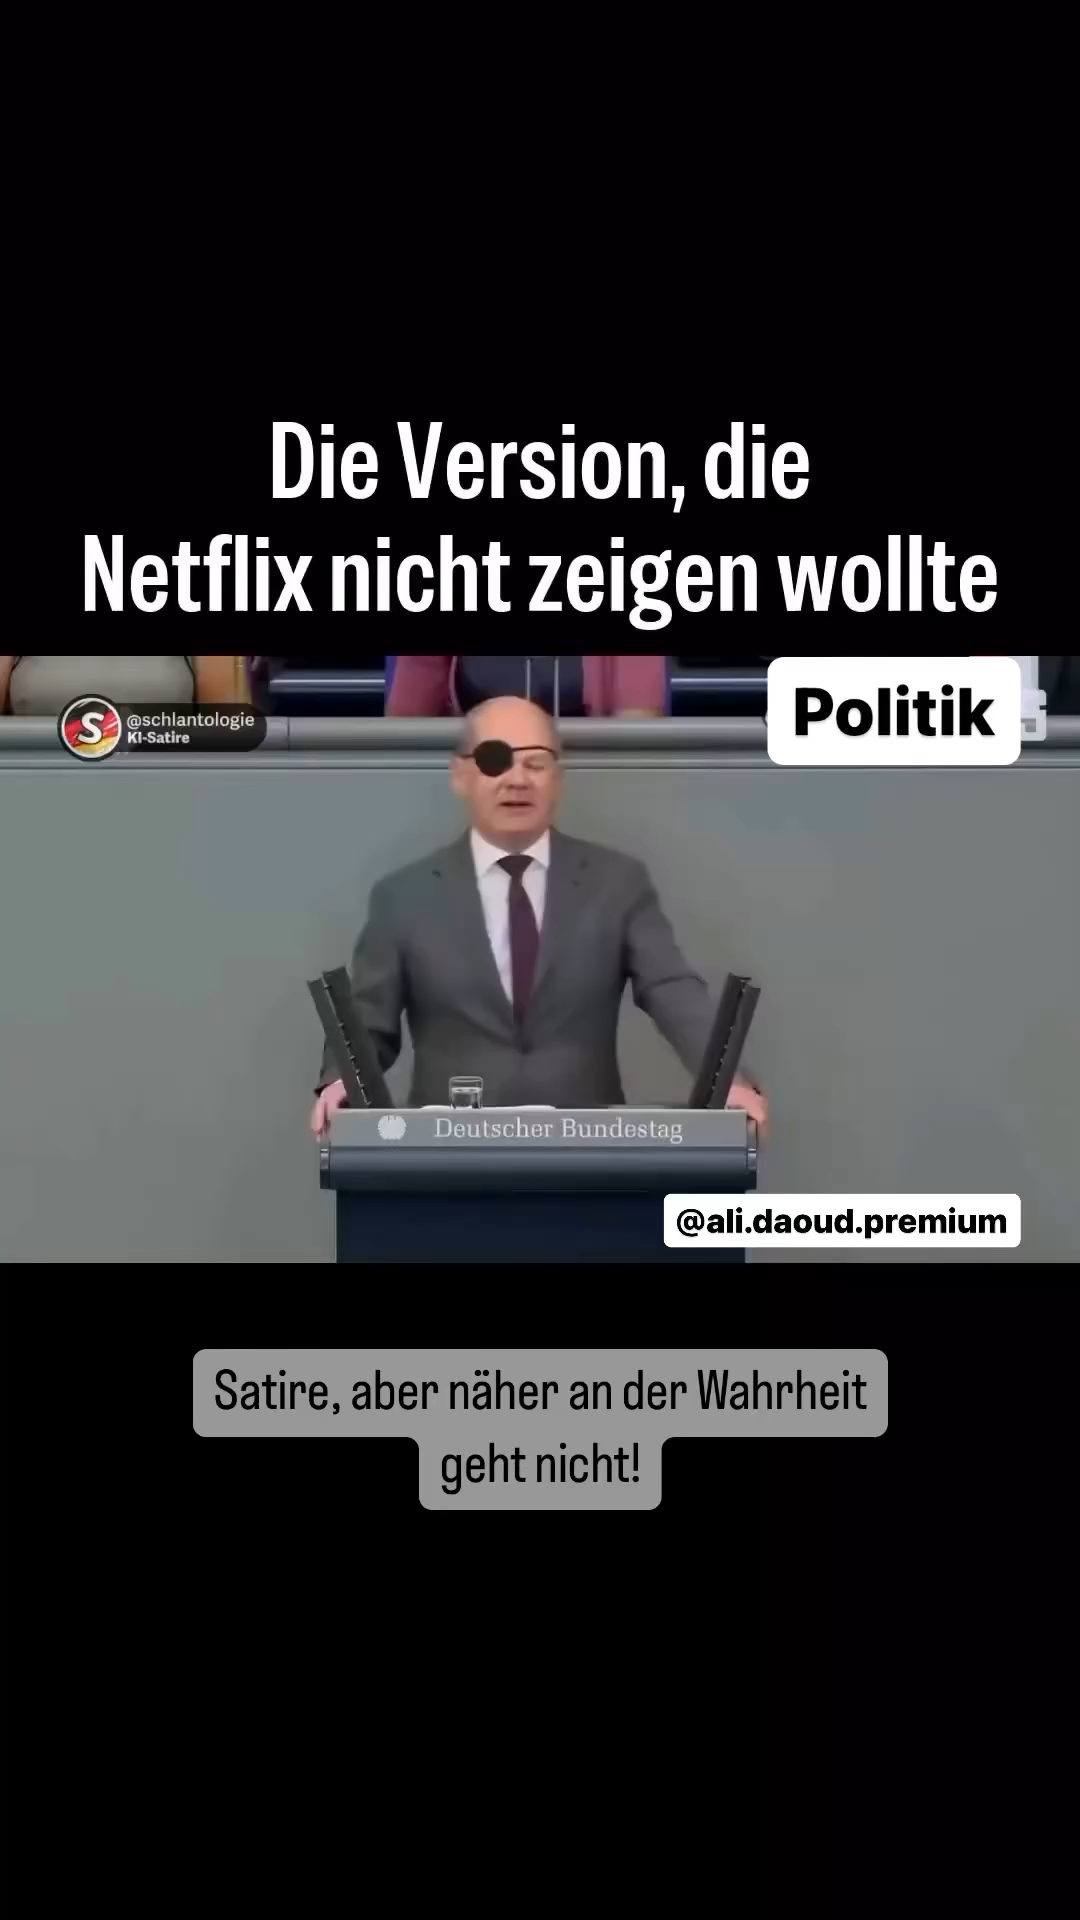 Die Version, die
Netflix nicht zeigen wollte
Politik
S
@schlantologie
KI-Satire
Deutscher Bundestag
@ali.daoud.premium
Satire, aber näher an der Wahrheit
geht nicht!